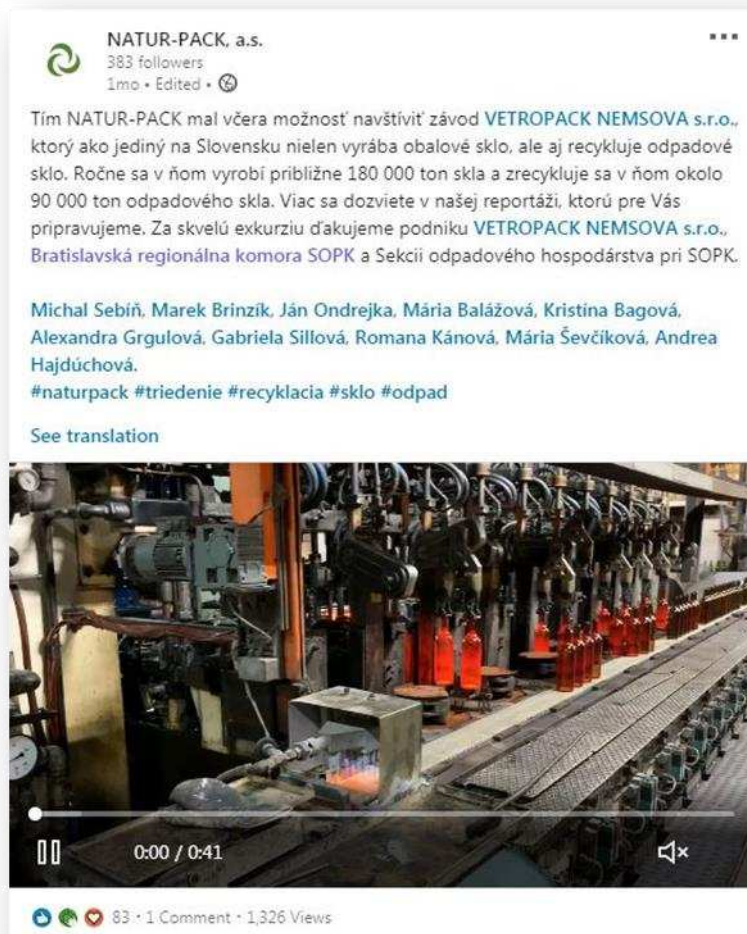 NATUR-PACK, a.s.
383 followers
1mo • Edited •
Tím NATUR-PACK mal včera možnosť navštíviť závod VETROPACK NEMSOVA s.r.o.,
ktorý ako jediný na Slovensku nielen vyrába obalové sklo, ale aj recykluje odpadové
sklo. Ročne sa v ňom vyrobí približne 180 000 ton skla a zrecykluje sa v ňom okolo
90 000 ton odpadového skla. Viac sa dozviete v našej reportáži, ktorú pre Vás
pripravujeme. Za skvelú exkurziu ďakujeme podniku VETROPACK NEMSOVA s.r.o.,
Bratislavská regionálna komora SOPK a Sekcii odpadového hospodárstva pri SOPK.
Michal Sebíň, Marek Brinzík, Ján Ondrejka, Mária Balážová, Kristína Bagová,
Alexandra Grgulová, Gabriela Sillová, Romana Kánová, Mária Ševčíková, Andrea
Hajdúchová.
#naturpack #triedenie #recyklacia #sklo #odpad
See translation
0:00 / 0:41
83 · 1 Comment · 1,326 Views